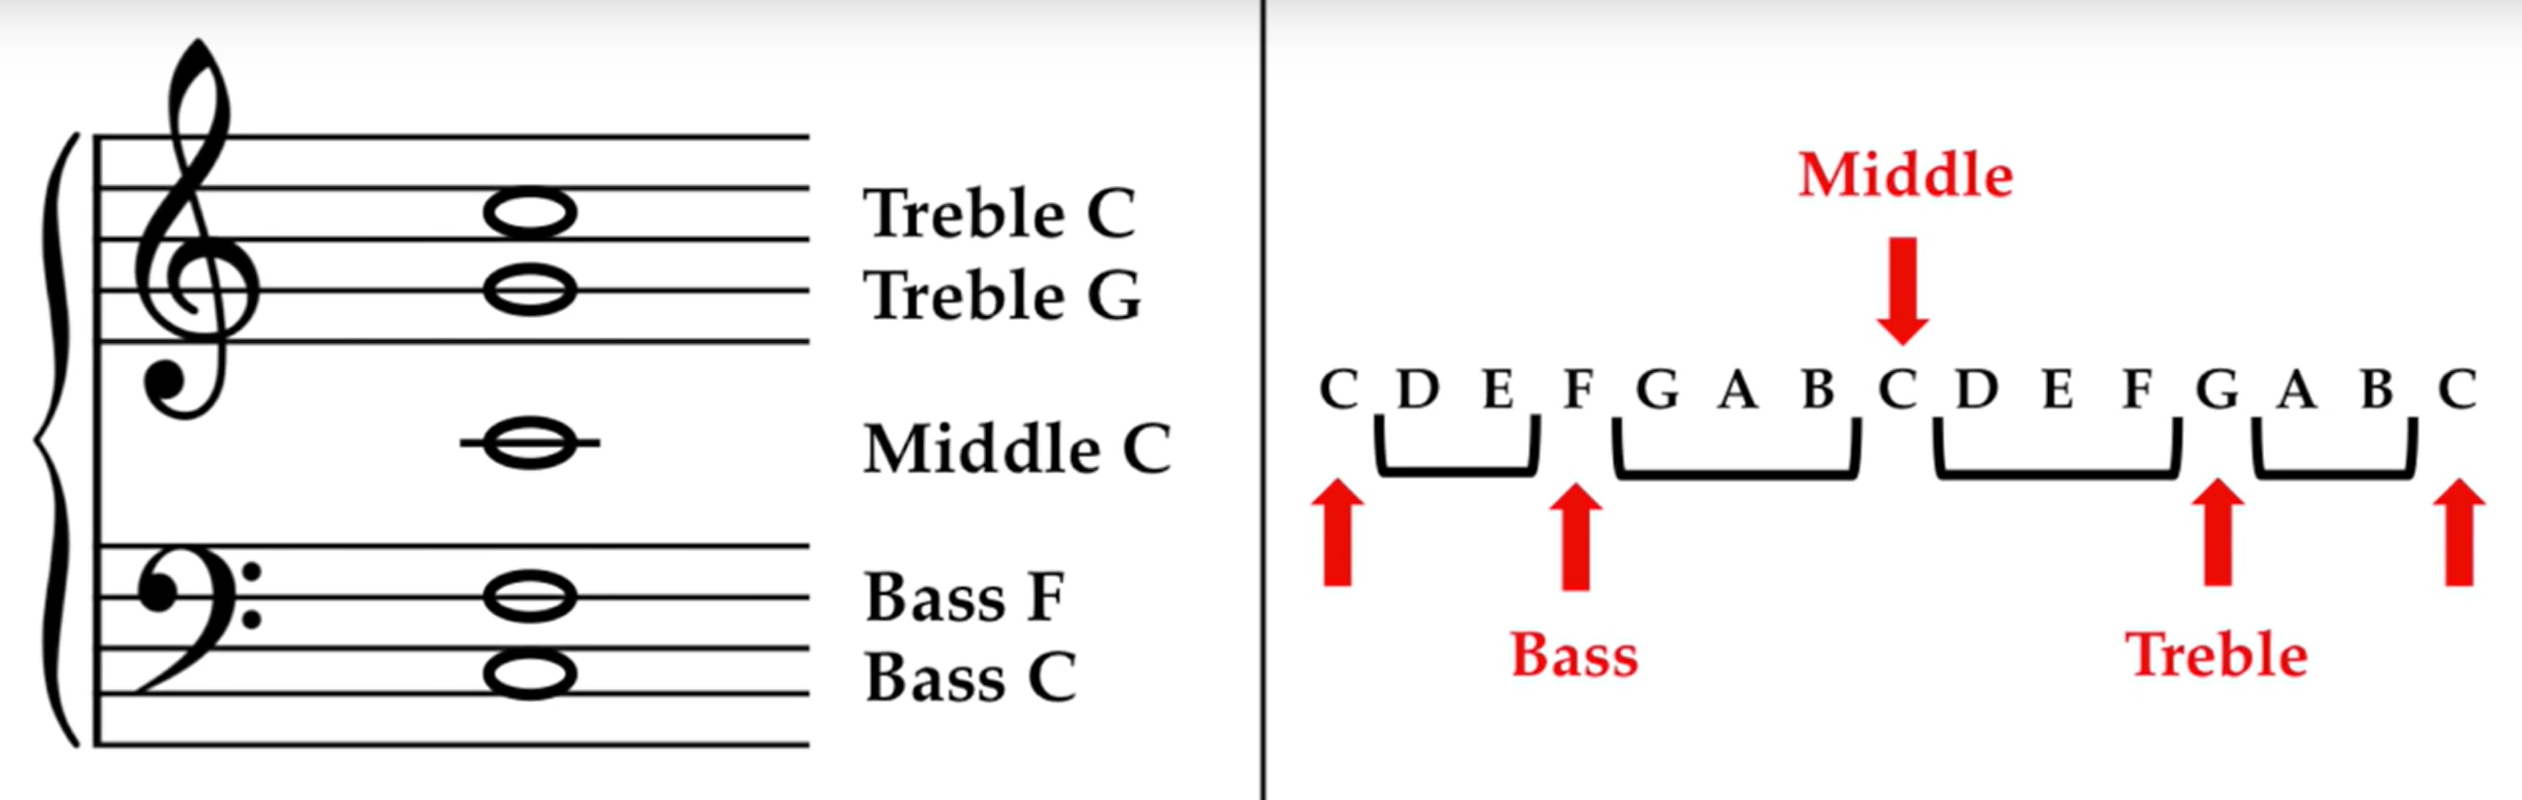 Treble C
Treble G
Middle C
Bass F
Bass C
Middle
C D E F G A B C D E F G A B C
Bass
Treble